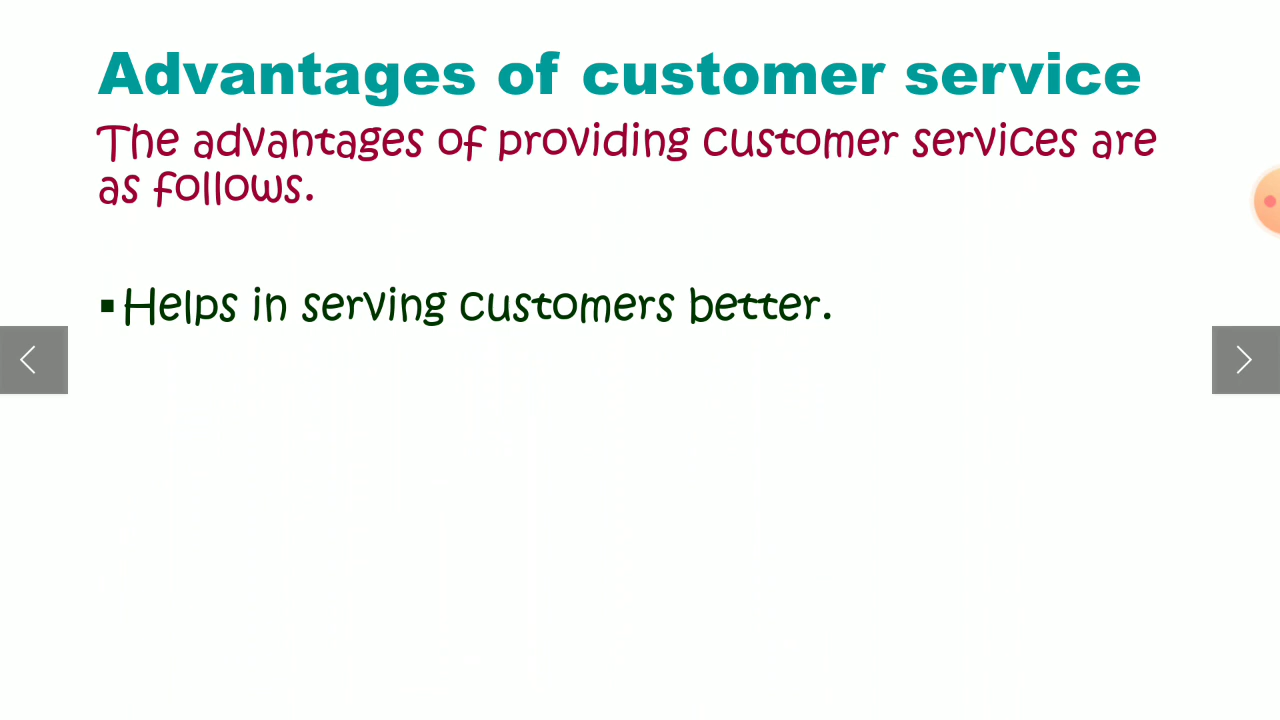 Advantages of customer service
The advantages of providing customer services are
as follows.
▪Helps in serving customers better.